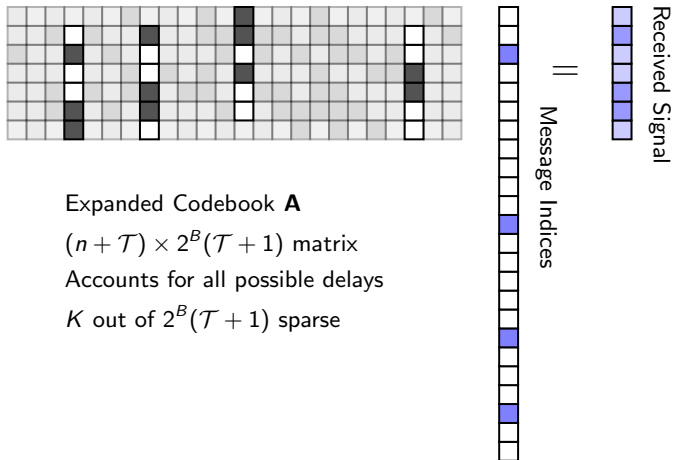 Expanded Codebook A
(n + 𝒯) × 2^B(𝒯 + 1) matrix
Accounts for all possible delays
K out of 2^B(𝒯 + 1) sparse
Message Indices
=
Received Signal